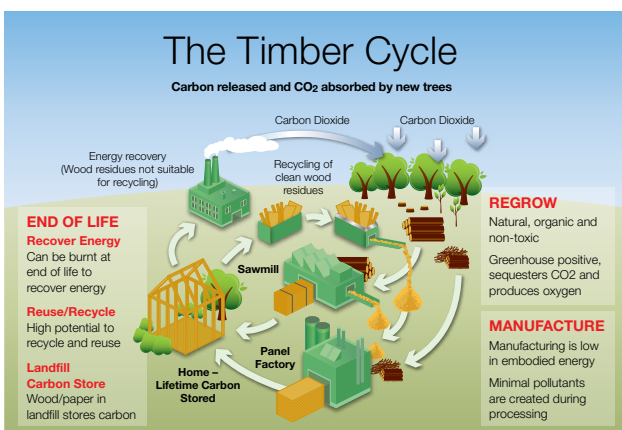 The Timber Cycle
Carbon released and CO2 absorbed by new trees
Carbon Dioxide
Carbon Dioxide
Energy recovery
(Wood residues not suitable
for recycling)
Recycling of
clean wood
residues
END OF LIFE
Recover Energy
Can be burnt at
end of life to
recover energy
Reuse/Recycle
High potential to
recycle and reuse
Landfill
Carbon Store
Wood/paper in
landfill stores carbon
Sawmill
Panel
Factory
Home –
Lifetime Carbon
Stored
REGROW
Natural, organic and
non-toxic
Greenhouse positive,
sequesters CO2 and
produces oxygen
MANUFACTURE
Manufacturing is low
in embodied energy
Minimal pollutants
are created during
processing